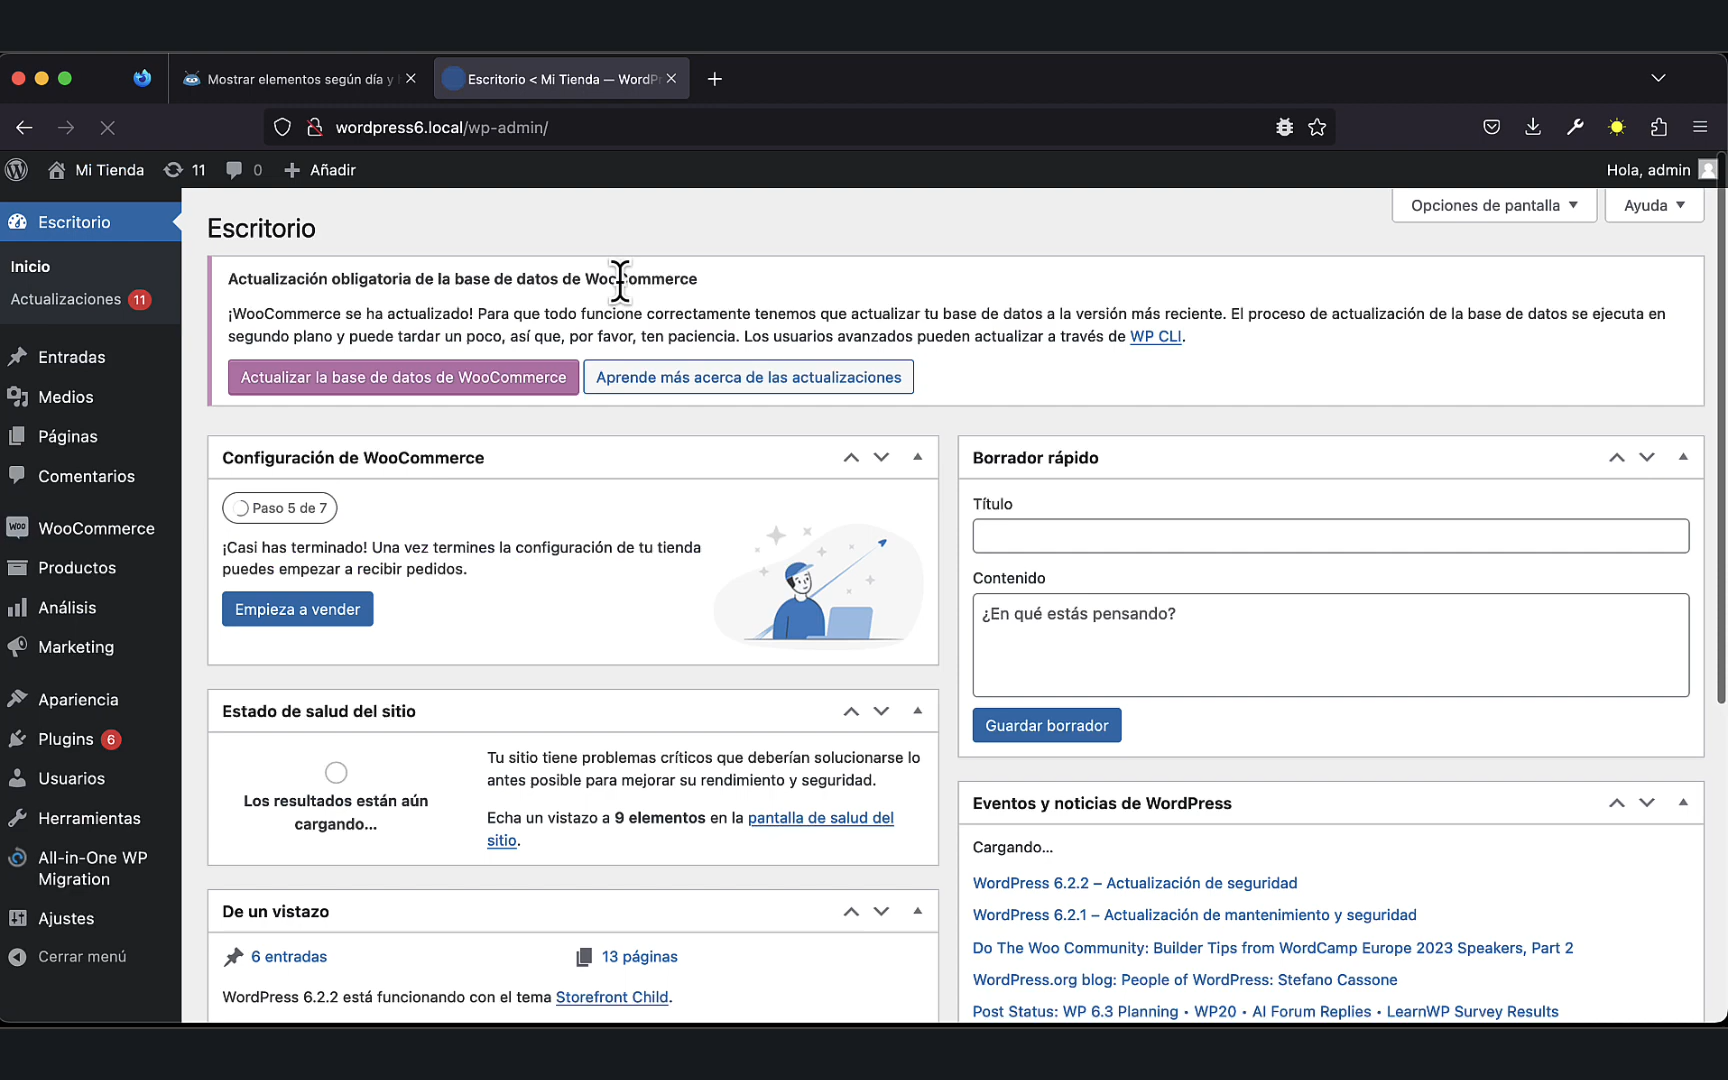 Mostrar elementos según día y
Escritorio < Mi Tienda — WordP
wordpress6.local/wp-admin/
Mi Tienda 11 0 Añadir
Hola, admin
Opciones de pantalla
Ayuda
Escritorio
Inicio
Actualizaciones 11
Entradas
Medios
Páginas
Comentarios
Woo WooCommerce
Productos
Análisis
Marketing
Apariencia
Plugins 6
Usuarios
Herramientas
All-in-One WP
Migration
Ajustes
Cerrar menú
Escritorio
Actualización obligatoria de la base de datos de WooCommerce
¡WooCommerce se ha actualizado! Para que todo funcione correctamente tenemos que actualizar tu base de datos a la versión más reciente. El proceso de actualización de la base de datos se ejecuta en
segundo plano y puede tardar un poco, así que, por favor, ten paciencia. Los usuarios avanzados pueden actualizar a través de WP CLI.
Actualizar la base de datos de WooCommerce
Aprende más acerca de las actualizaciones
Configuración de WooCommerce
Paso 5 de 7
¡Casi has terminado! Una vez termines la configuración de tu tienda
puedes empezar a recibir pedidos.
Empieza a vender
Estado de salud del sitio
Los resultados están aún
cargando...
Tu sitio tiene problemas críticos que deberían solucionarse lo
antes posible para mejorar su rendimiento y seguridad.
Echa un vistazo a 9 elementos en la pantalla de salud del
sitio.
De un vistazo
6 entradas
13 páginas
WordPress 6.2.2 está funcionando con el tema Storefront Child.
Borrador rápido
Título
Contenido
¿En qué estás pensando?
Guardar borrador
Eventos y noticias de WordPress
Cargando...
WordPress 6.2.2 – Actualización de seguridad
WordPress 6.2.1 – Actualización de mantenimiento y seguridad
Do The Woo Community: Builder Tips from WordCamp Europe 2023 Speakers, Part 2
WordPress.org blog: People of WordPress: Stefano Cassone
Post Status: WP 6.3 Planning • WP20 • AI Forum Replies • LearnWP Survey Results